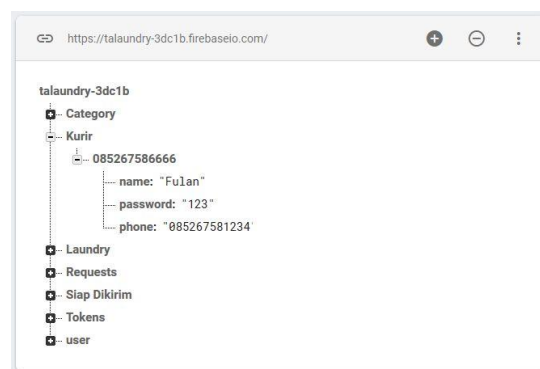 https://talaundry-3dc1b.firebaseio.com/
talaundry-3dc1b
Category
Kurir
085267586666
name: "Fulan"
password: "123"
phone: "085267581234'
Laundry
Requests
Siap Dikirim
Tokens
user